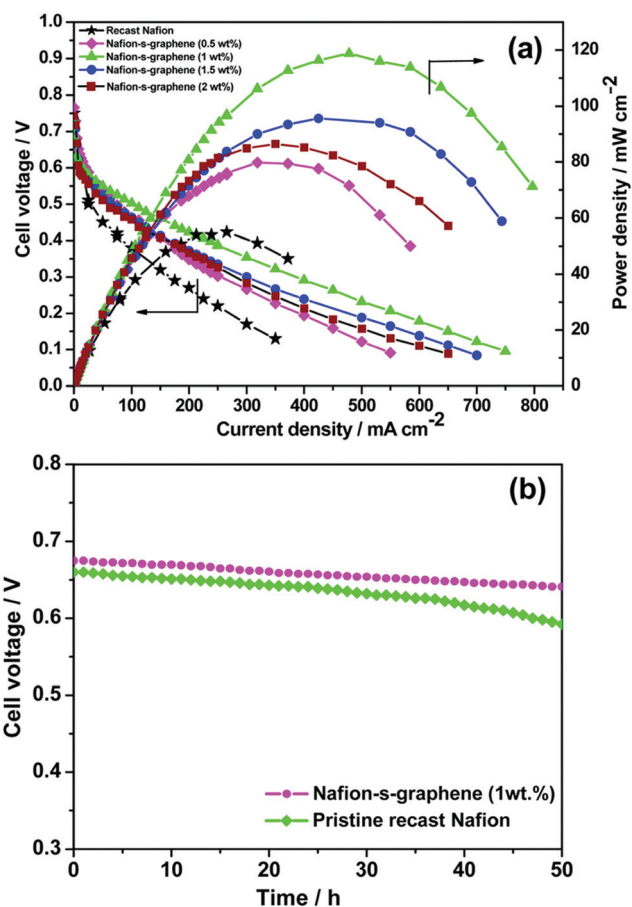 (a)
Recast Nafion
Nafion-s-graphene (0.5 wt%)
Nafion-s-graphene (1 wt%)
Nafion-s-graphene (1.5 wt%)
Nafion-s-graphene (2 wt%)
Cell voltage / V
1.0
0.9
0.8
0.7
0.6
0.5
0.4
0.3
0.2
0.1
0.0
Power density / mW cm-2
120
100
80
60
40
20
0
0 100 200 300 400 500 600 700 800
Current density / mA cm-2
(b)
Cell voltage / V
0.8
0.7
0.6
0.5
0.4
0.3
Nafion-s-graphene (1wt.%)
Pristine recast Nafion
0 10 20 30 40 50
Time / h